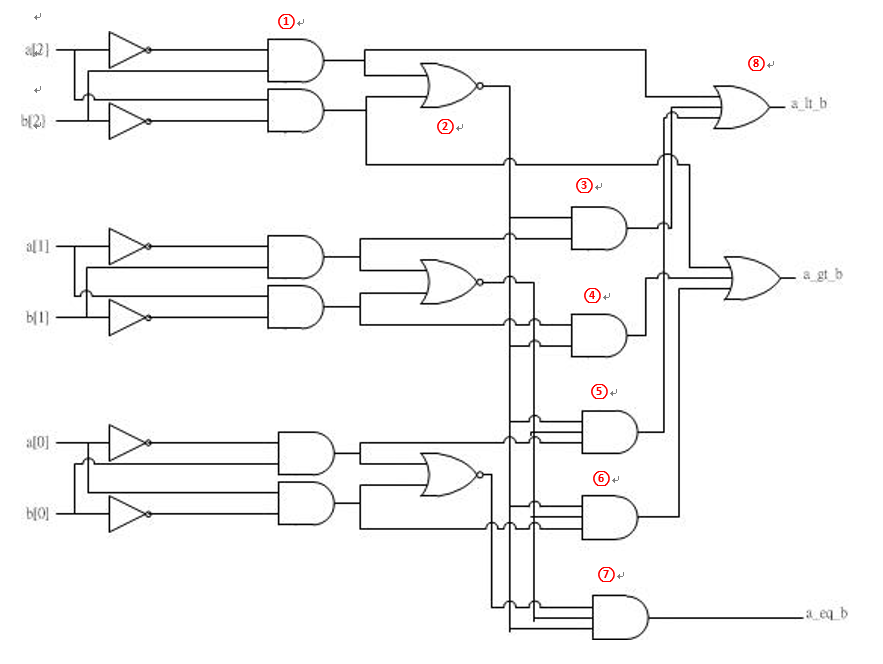 ①
a[2]
⑧
a_lt_b
b[2]
②
③
a[1]
a_gt_b
④
b[1]
⑤
a[0]
⑥
b[0]
⑦
a_eq_b